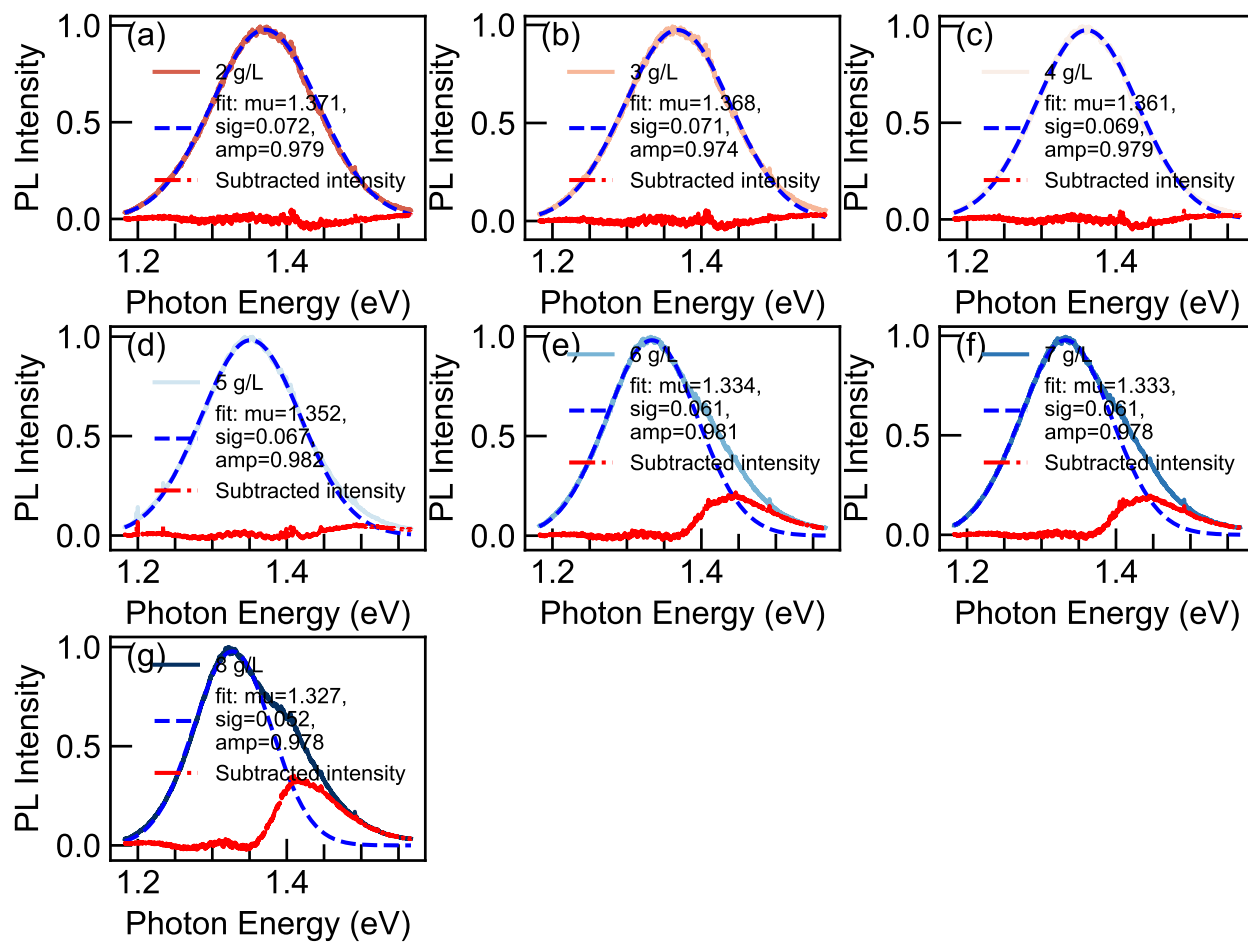 (a)
2 g/L
fit: mu=1.371,
sig=0.072,
amp=0.979
Subtracted intensity
1.0
0.5
0.0
PL Intensity
1.2 1.4
Photon Energy (eV)
(b)
3 g/L
fit: mu=1.368,
sig=0.071,
amp=0.974
Subtracted intensity
1.0
0.5
0.0
PL Intensity
1.2 1.4
Photon Energy (eV)
(c)
4 g/L
fit: mu=1.361,
sig=0.069,
amp=0.979
Subtracted intensity
1.0
0.5
0.0
PL Intensity
1.2 1.4
Photon Energy (eV)
(d)
5 g/L
fit: mu=1.352,
sig=0.067,
amp=0.982
Subtracted intensity
1.0
0.5
0.0
PL Intensity
1.2 1.4
Photon Energy (eV)
(e)
6 g/L
fit: mu=1.334,
sig=0.061,
amp=0.981
Subtracted intensity
1.0
0.5
0.0
PL Intensity
1.2 1.4
Photon Energy (eV)
(f)
7 g/L
fit: mu=1.333,
sig=0.061,
amp=0.978
Subtracted intensity
1.0
0.5
0.0
PL Intensity
1.2 1.4
Photon Energy (eV)
(g)
8 g/L
fit: mu=1.327,
sig=0.052,
amp=0.978
Subtracted intensity
1.0
0.5
0.0
PL Intensity
1.2 1.4
Photon Energy (eV)